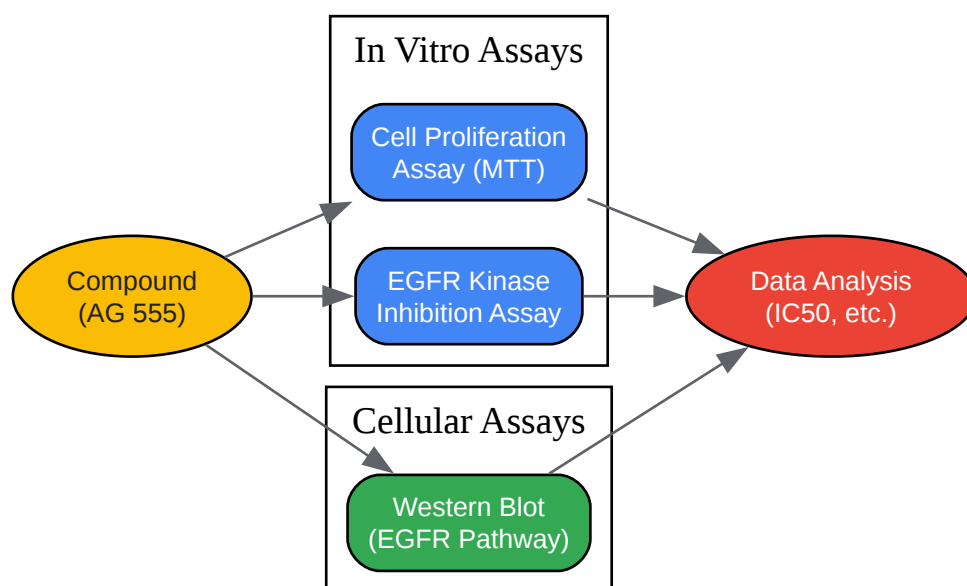 In Vitro Assays
Cell Proliferation
Assay (MTT)
Compound
(AG 555)
EGFR Kinase
Inhibition Assay
Data Analysis
(IC50, etc.)
Cellular Assays
Western Blot
(EGFR Pathway)